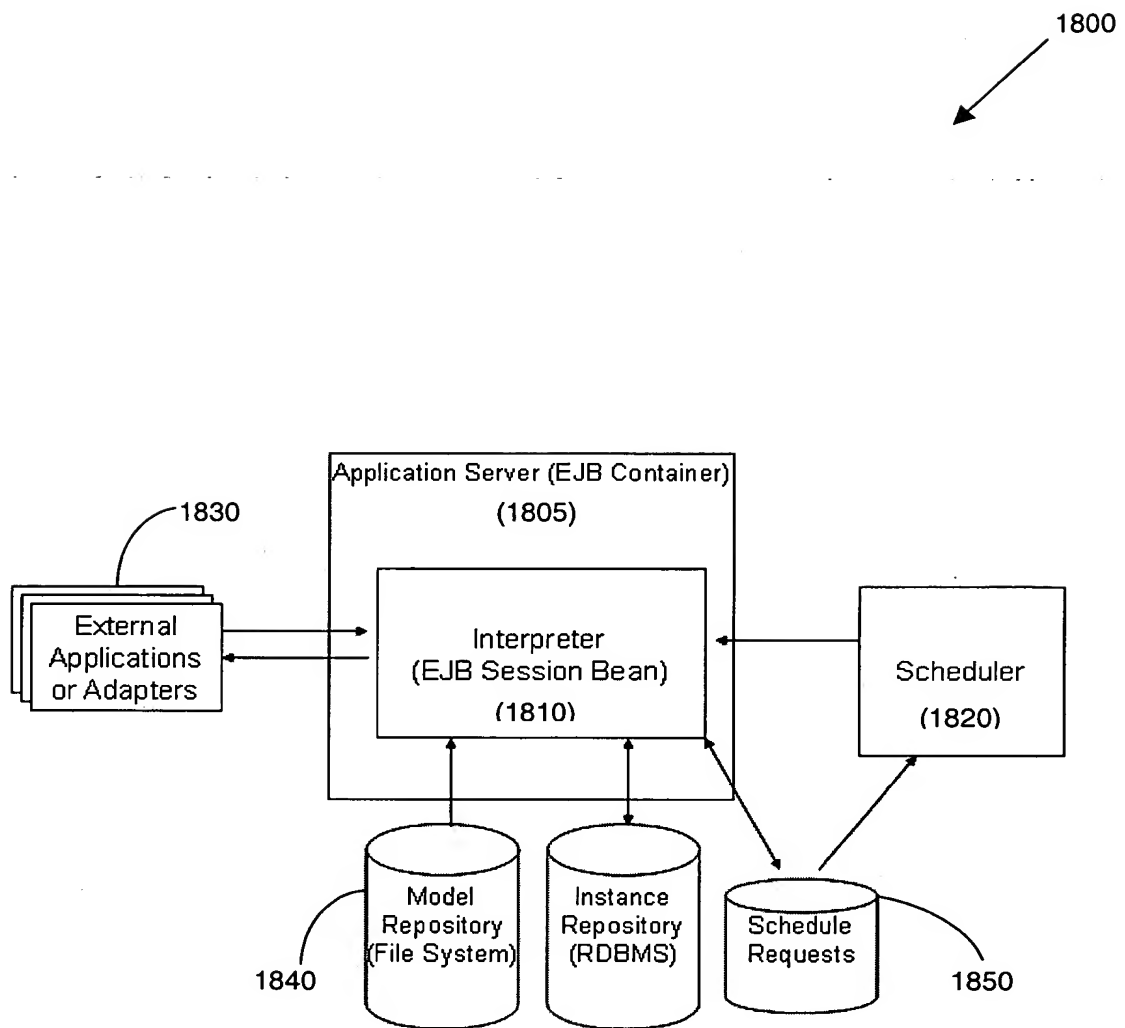 1800
Application Server (EJB Container)
(1805)
1830
External
Applications
or Adapters
Interpreter
(EJB Session Bean)
(1810)
Scheduler
(1820)
Model
Repository
(File System)
Instance
Repository
(RDBMS)
Schedule
Requests
1840
1850